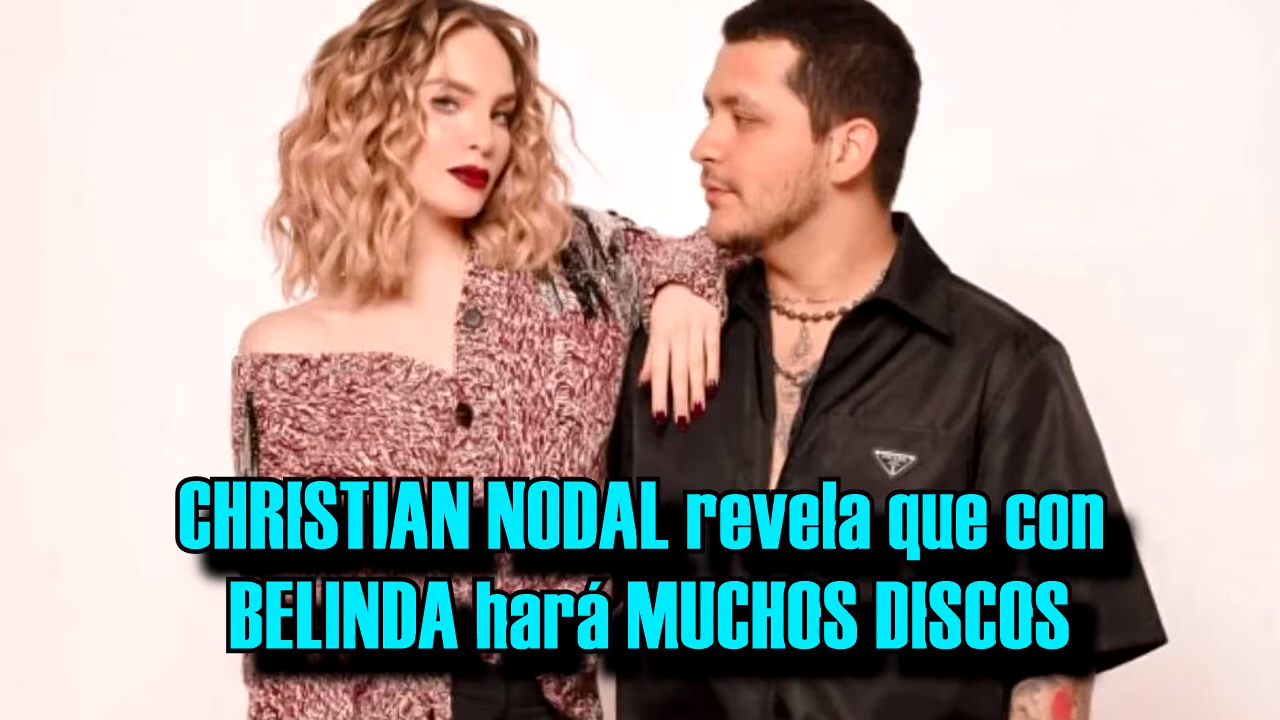 CHRISTIAN NODAL revela que con
BELINDA hará MUCHOS DISCOS